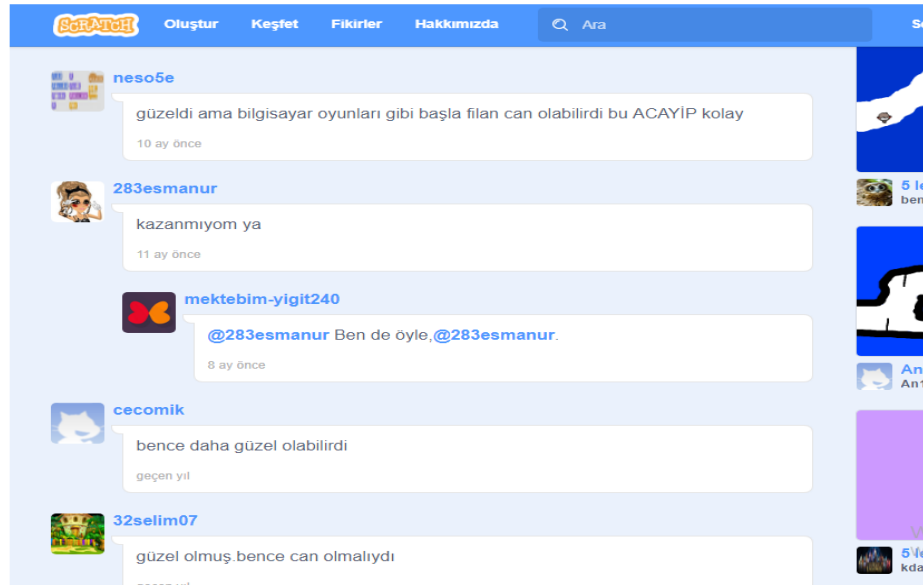 SCRATCH Oluştur Keşfet Fikirler Hakkımızda Ara
neso5e
güzeldi ama bilgisayar oyunları gibi başla filan can olabilirdi bu ACAYİP kolay
10 ay önce
283esmanur
kazanmıyom ya
11 ay önce
mektebim-yigit240
@283esmanur Ben de öyle,@283esmanur.
8 ay önce
cecomik
bence daha güzel olabilirdi
geçen yıl
32selim07
güzel olmuş.bence can olmalıydı